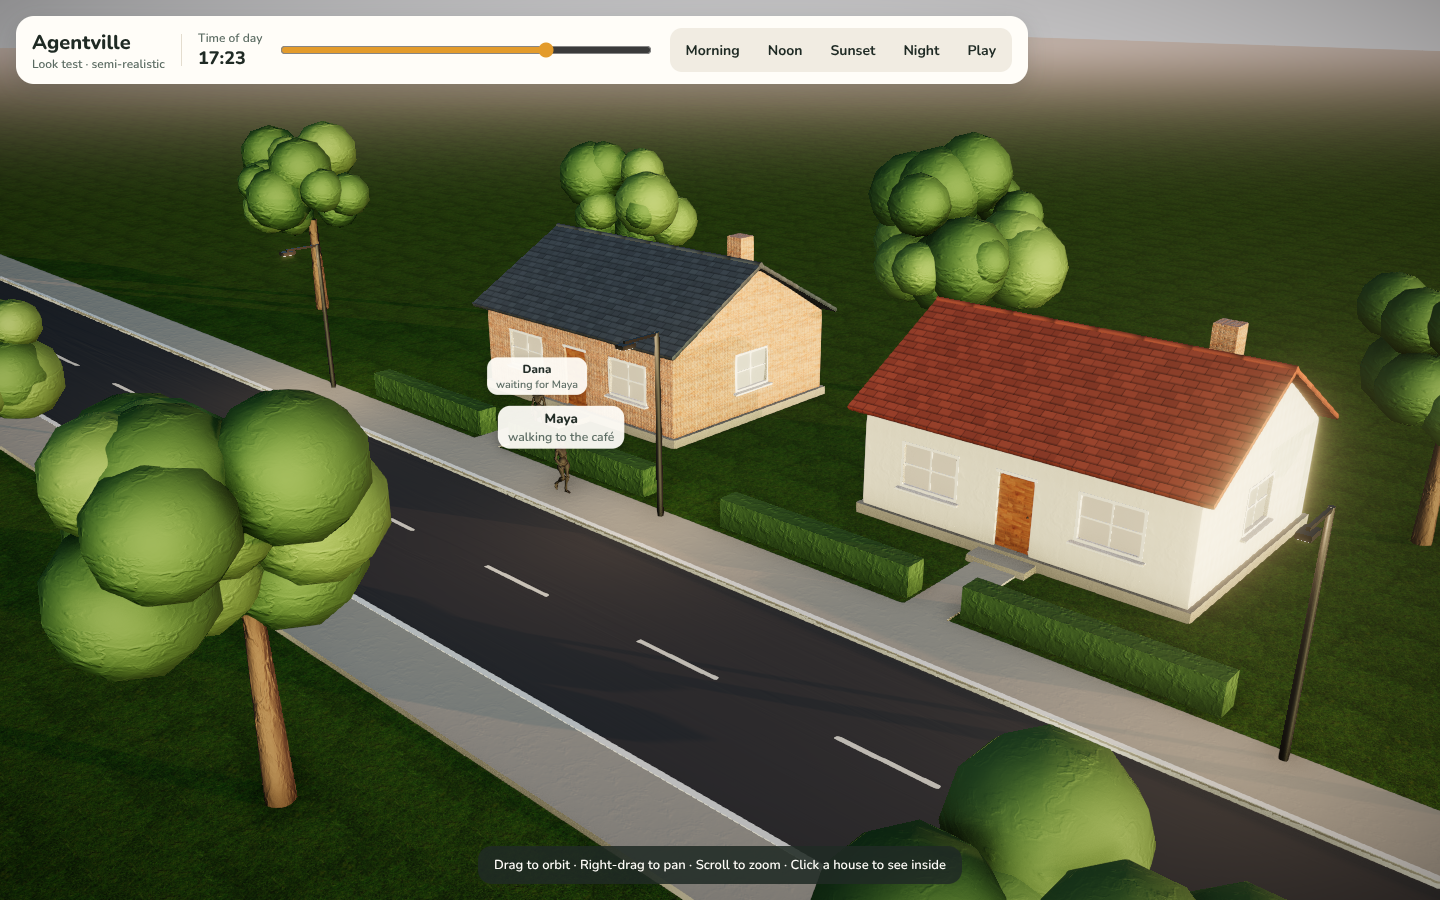 Agentville
Look test · semi-realistic
Time of day
17:23
Morning
Noon
Sunset
Night
Play
Dana
waiting for Maya
Maya
walking to the café
Drag to orbit · Right-drag to pan · Scroll to zoom · Click a house to see inside